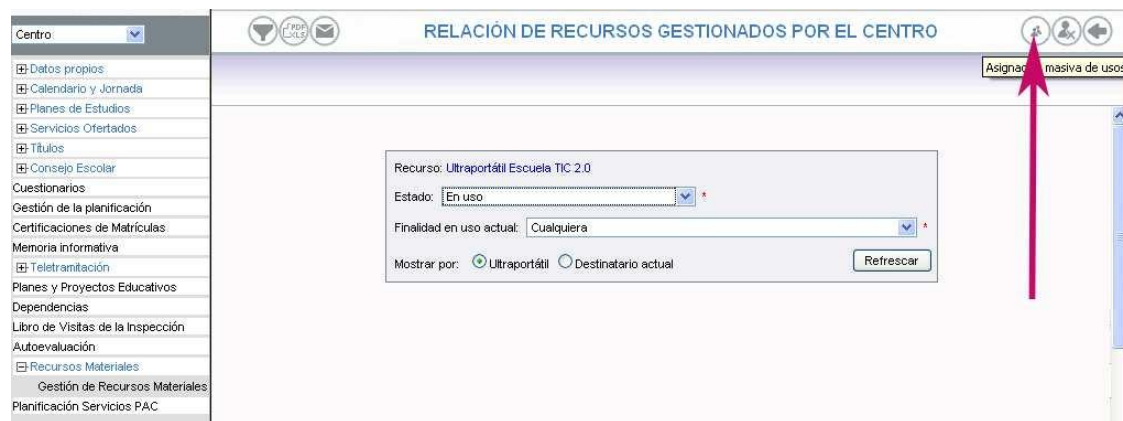 Centro
PDF
XLS
RELACIÓN DE RECURSOS GESTIONADOS POR EL CENTRO
Asignación masiva de usos
Datos propios
Calendario y Jornada
Planes de Estudios
Servicios Ofertados
Títulos
Consejo Escolar
Cuestionarios
Gestión de la planificación
Certificaciones de Matrículas
Memoria informativa
Teletramitación
Planes y Proyectos Educativos
Dependencias
Libro de Visitas de la Inspección
Autoevaluación
Recursos Materiales
Gestión de Recursos Materiales
Planificación Servicios PAC
Recurso: Ultraportátil Escuela TIC 2.0
Estado: En uso *
Finalidad en uso actual: Cualquiera *
Mostrar por: Ultraportátil Destinatario actual Refrescar